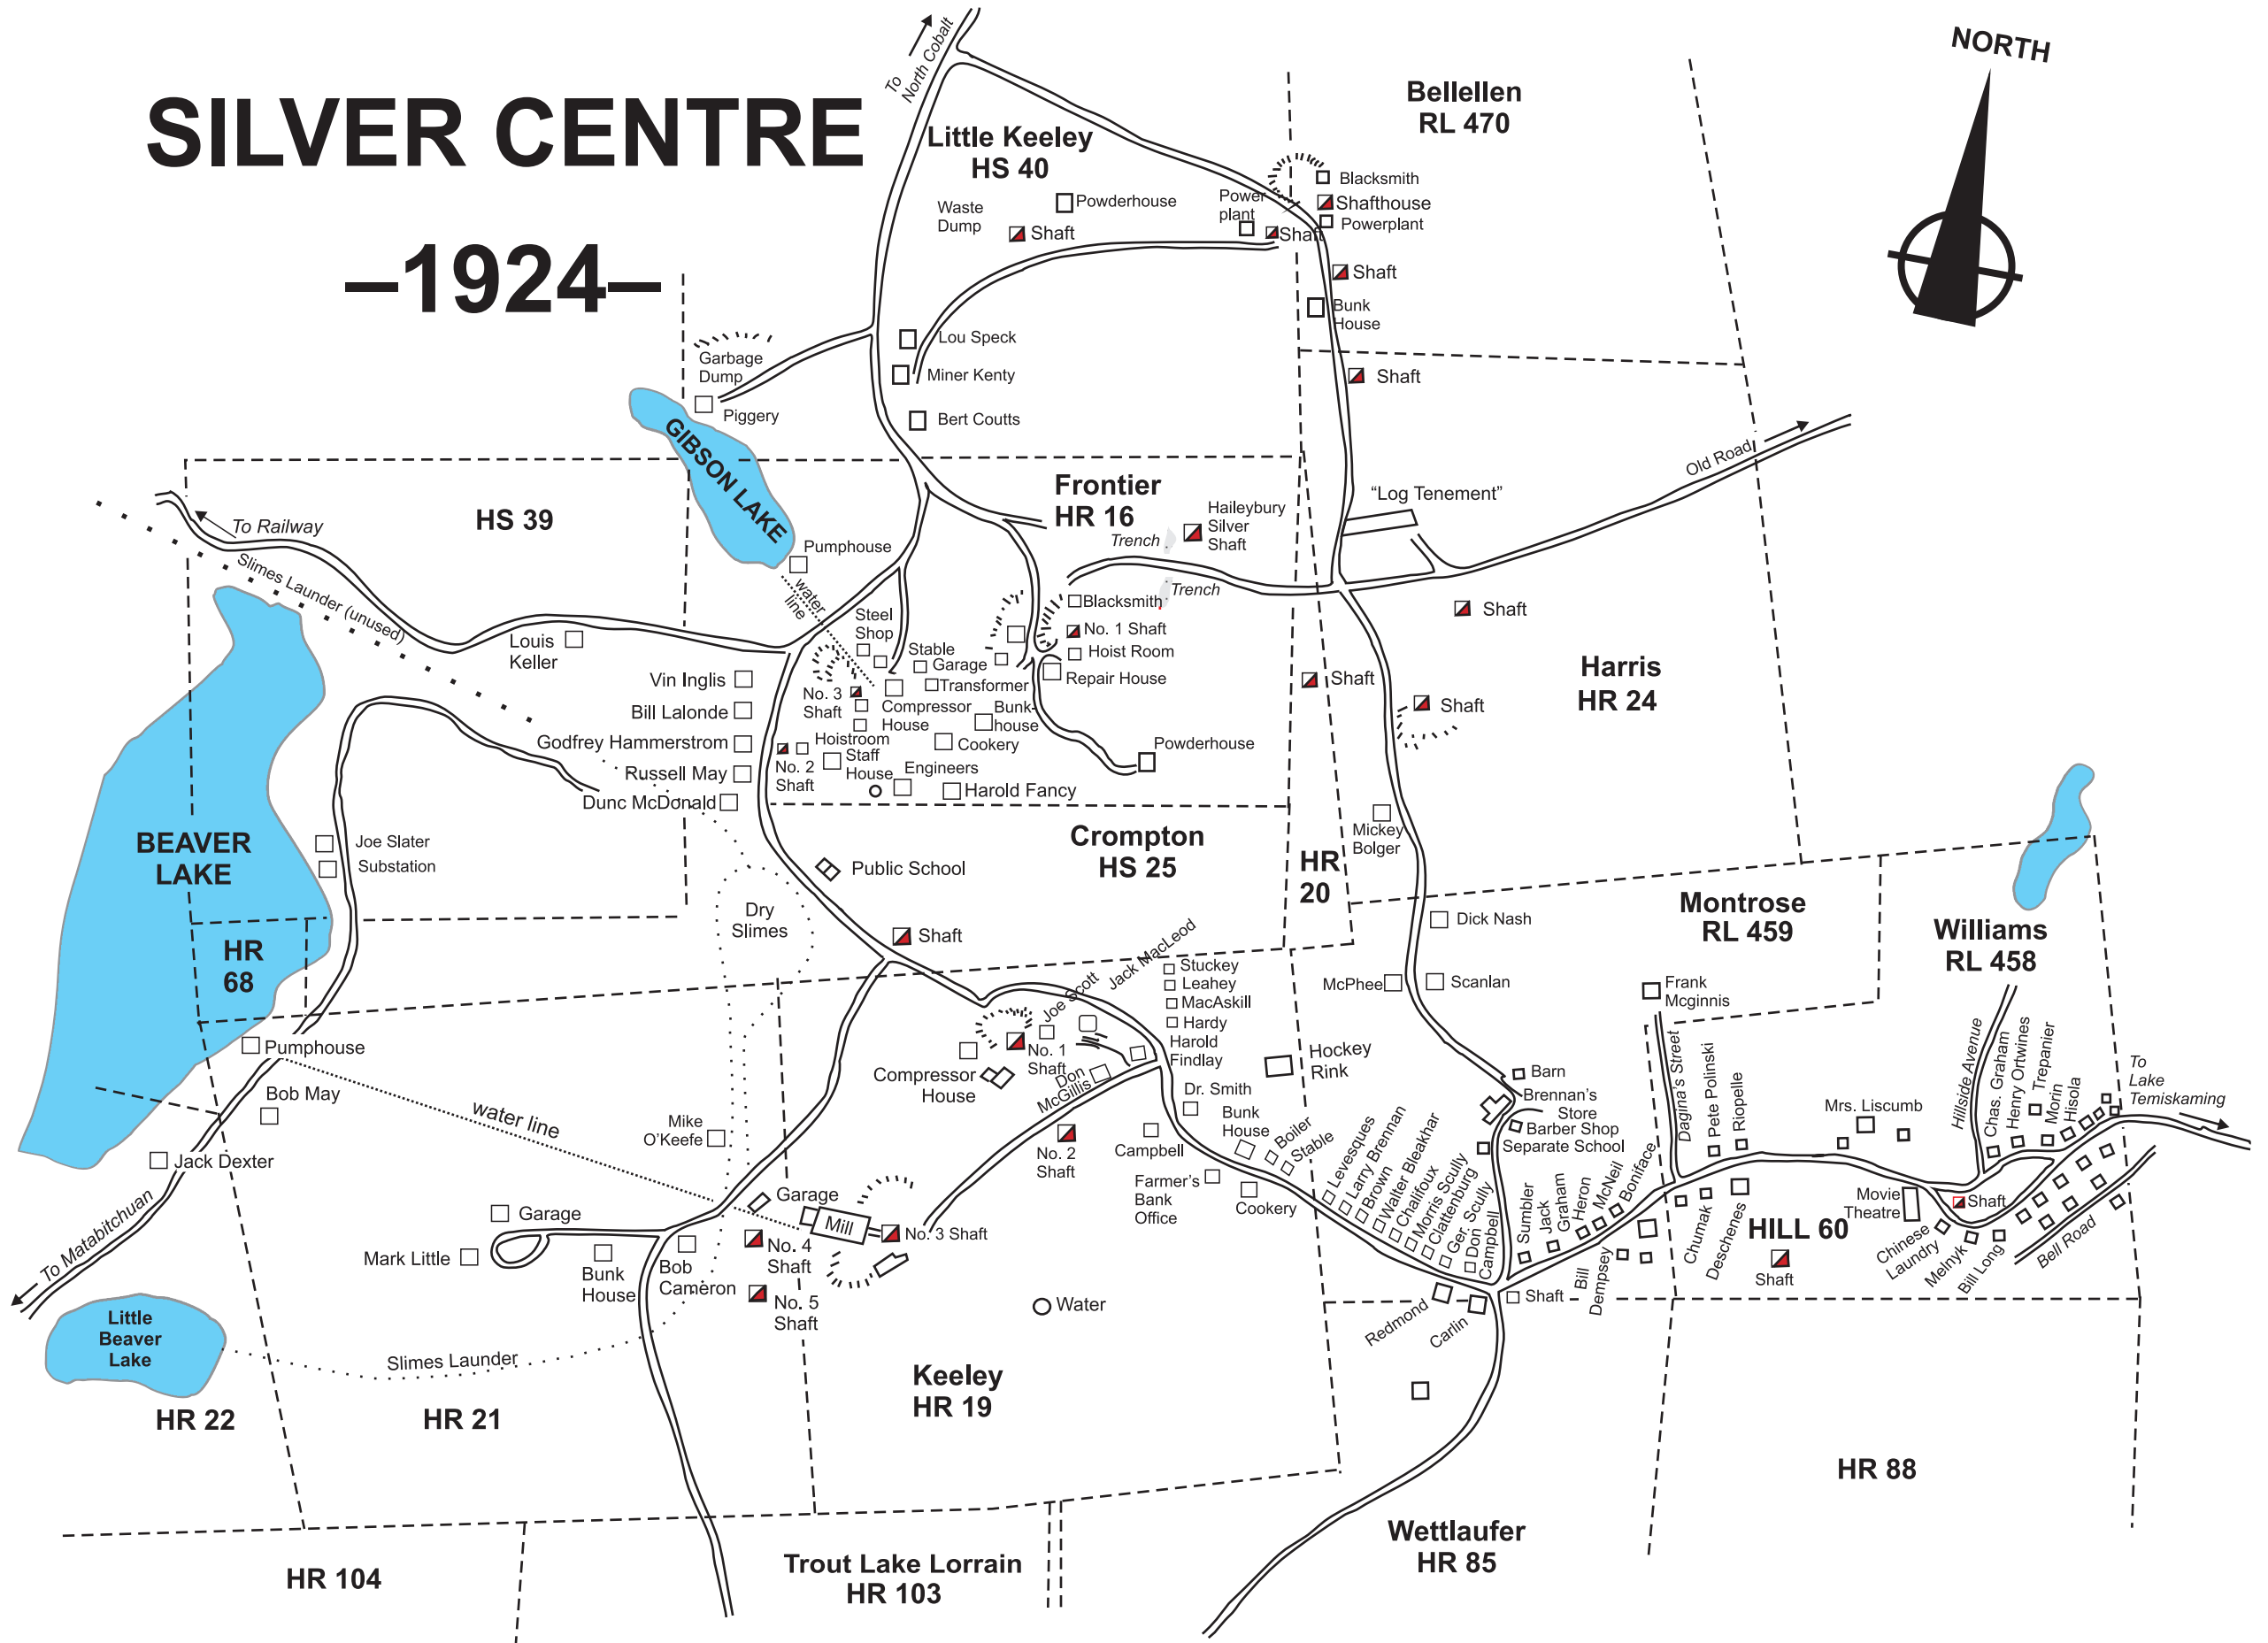 SILVER CENTRE
–1924–
NORTH
To
North Cobalt
Little Keeley
HS 40
Bellellen
RL 470
Waste
Dump
Powderhouse
Shaft
Power
plant
Shaft
Blacksmith
Shafthouse
Powerplant
Shaft
Bunk
House
Shaft
Garbage
Dump
Piggery
Lou Speck
Miner Kenty
Bert Coutts
GIBSON LAKE
HS 39
To Railway
Slimes Launder (unused)
Pumphouse
water
line
Frontier
HR 16
Haileybury
Silver
Shaft
Trench
Trench
"Log Tenement"
Old Road
Shaft
Shaft
Shaft
Harris
HR 24
Louis
Keller
Vin Inglis
Bill Lalonde
Godfrey Hammerstrom
Russell May
Dunc McDonald
Steel
Shop
Stable
Garage
Transformer
No. 3
Shaft
Compressor
House
Bunk-
house
Hoistroom
Cookery
No. 2
Shaft
Staff
House
Engineers
Harold Fancy
Blacksmith
No. 1 Shaft
Hoist Room
Repair House
Powderhouse
BEAVER
LAKE
Joe Slater
Substation
HR
68
Crompton
HS 25
HR
20
Mickey
Bolger
Public School
Dry
Slimes
Shaft
Dick Nash
McPhee
Scanlan
Montrose
RL 459
Williams
RL 458
Frank
Mcginnis
Pumphouse
Bob May
Jack Dexter
To Matabitchuan
water line
Mike
O'Keefe
Compressor
House
No. 1
Shaft
Joe Scott
Jack MacLeod
Don
McGillis
Stuckey
Leahey
MacAskill
Hardy
Harold
Findlay
Hockey
Rink
Dr. Smith
Bunk
House
Boiler
Stable
Campbell
Farmer's
Bank
Office
Cookery
No. 2
Shaft
Levesques
Larry Brennan
Brown
Walter Bleakhar
Chalifoux
Morris Scully
Clattenburg
Ger. Scully
Don
Campbell
Barn
Brennan's
Store
Barber Shop
Separate School
Sumbler
Jack
Graham
Heron
McNeil
Boniface
Bill
Dempsey
Dagina's Street
Pete Polinski
Riopelle
Chumak
Deschenes
Mrs. Liscumb
HILL 60
Shaft
Movie
Theatre
Shaft
Chinese
Laundry
Melnyk
Bill Long
Bell Road
Hillside Avenue
Chas. Graham
Henry Ortwines
Trepanier
Morin
Hisola
To
Lake
Temiskaming
Garage
Mark Little
Bunk
House
Bob
Cameron
Garage
Mill
No. 3 Shaft
No. 4
Shaft
No. 5
Shaft
Water
Redmond
Carlin
Shaft
Little
Beaver
Lake
Slimes Launder
HR 22
HR 21
Keeley
HR 19
HR 88
Wettlaufer
HR 85
HR 104
Trout Lake Lorrain
HR 103